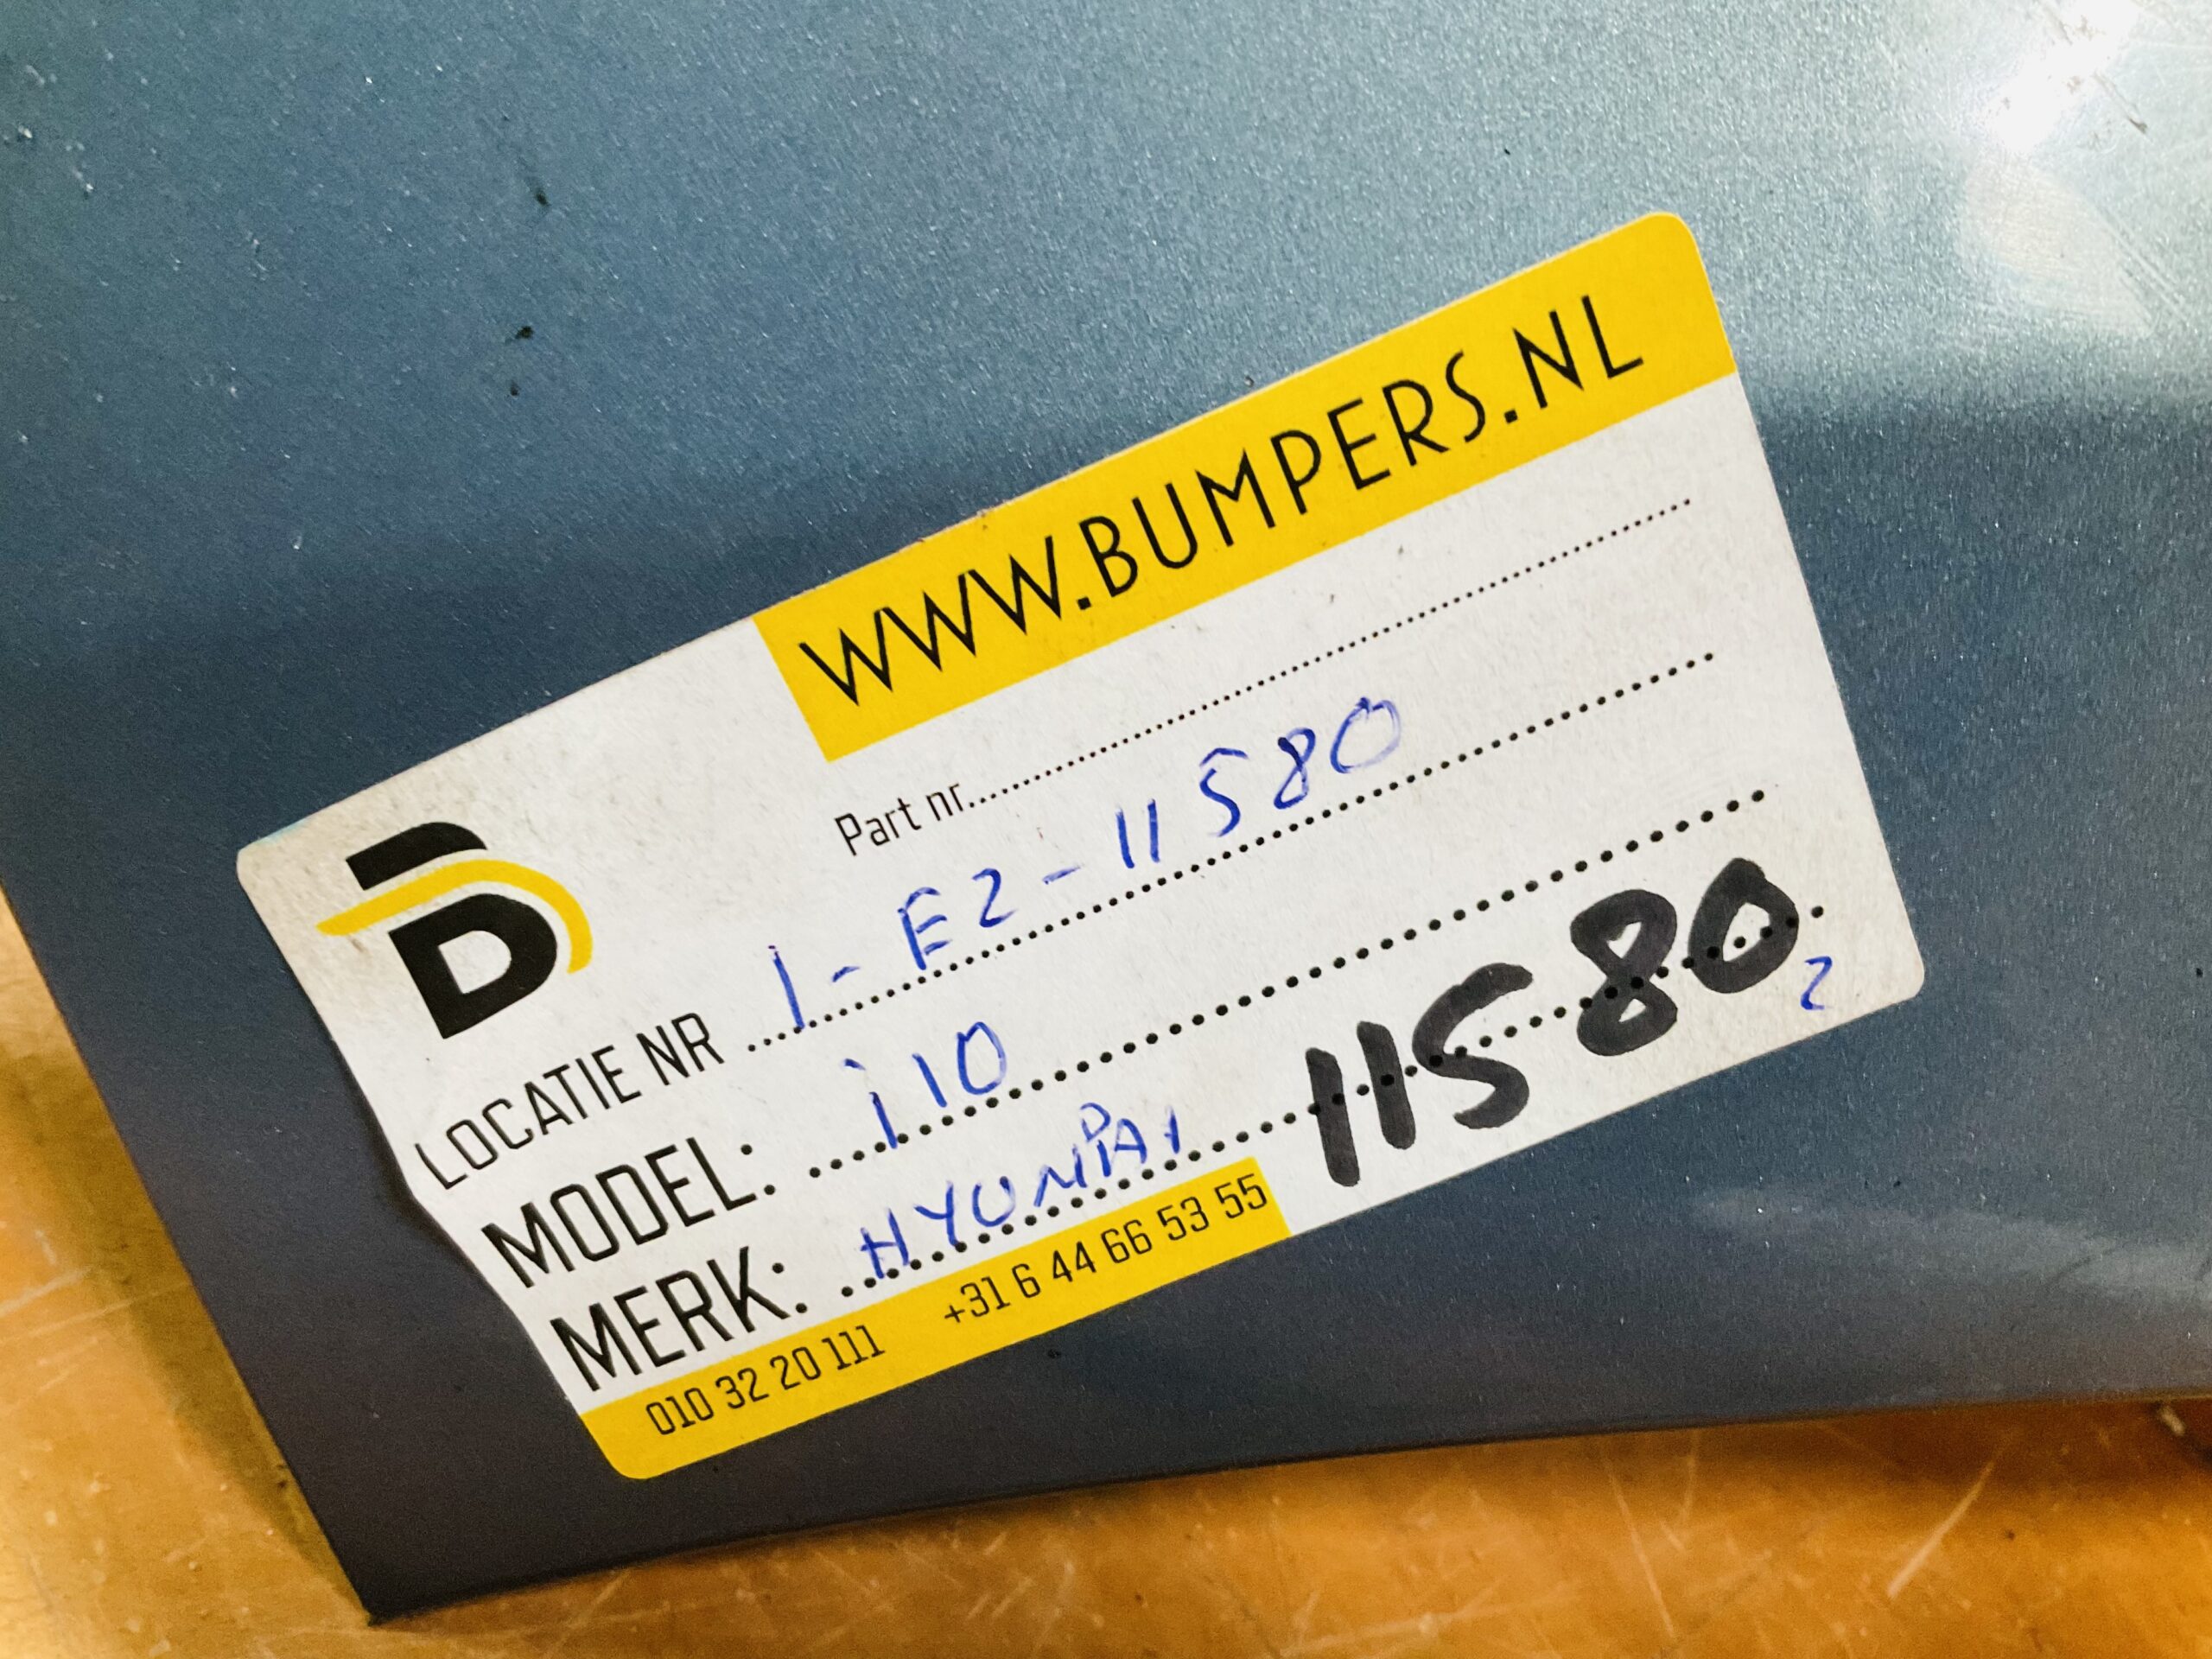 WWW.BUMPERS.NL
Part nr.
LOCATIE NR 1-E2-11580
MODEL: i10
MERK: HYUNDAI 11580 2
010 32 20 111 +31 6 44 66 53 55